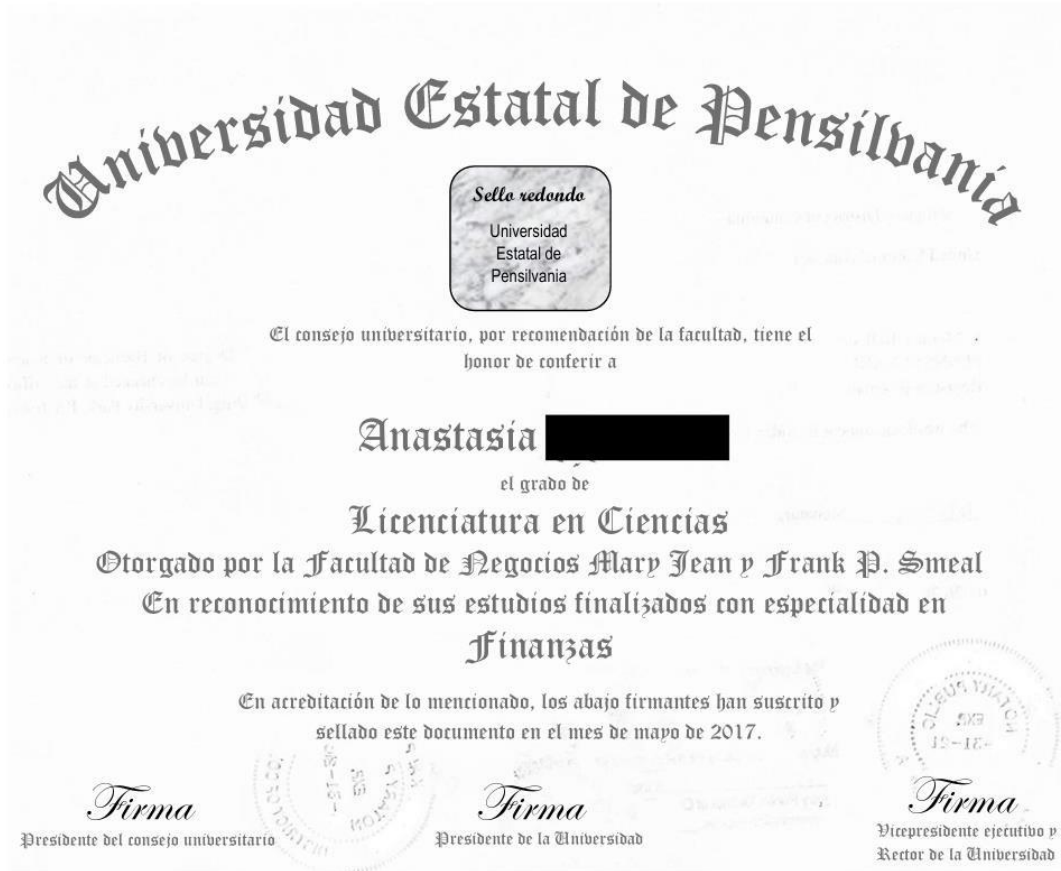 Universidad Estatal de Pensilvania
Sello redondo
Universidad
Estatal de
Pensilvania
El consejo universitario, por recomendación de la facultad, tiene el
honor de conferir a
Anastasia
el grado de
Licenciatura en Ciencias
Otorgado por la Facultad de Negocios Mary Jean y Frank P. Smeal
En reconocimiento de sus estudios finalizados con especialidad en
Finanzas
En acreditación de lo mencionado, los abajo firmantes han suscrito y
sellado este documento en el mes de mayo de 2017.
Firma
Presidente del consejo universitario
Firma
Presidente de la Universidad
Firma
Vicepresidente ejecutivo y
Rector de la Universidad
NOTARY PUBLIC
EXP.